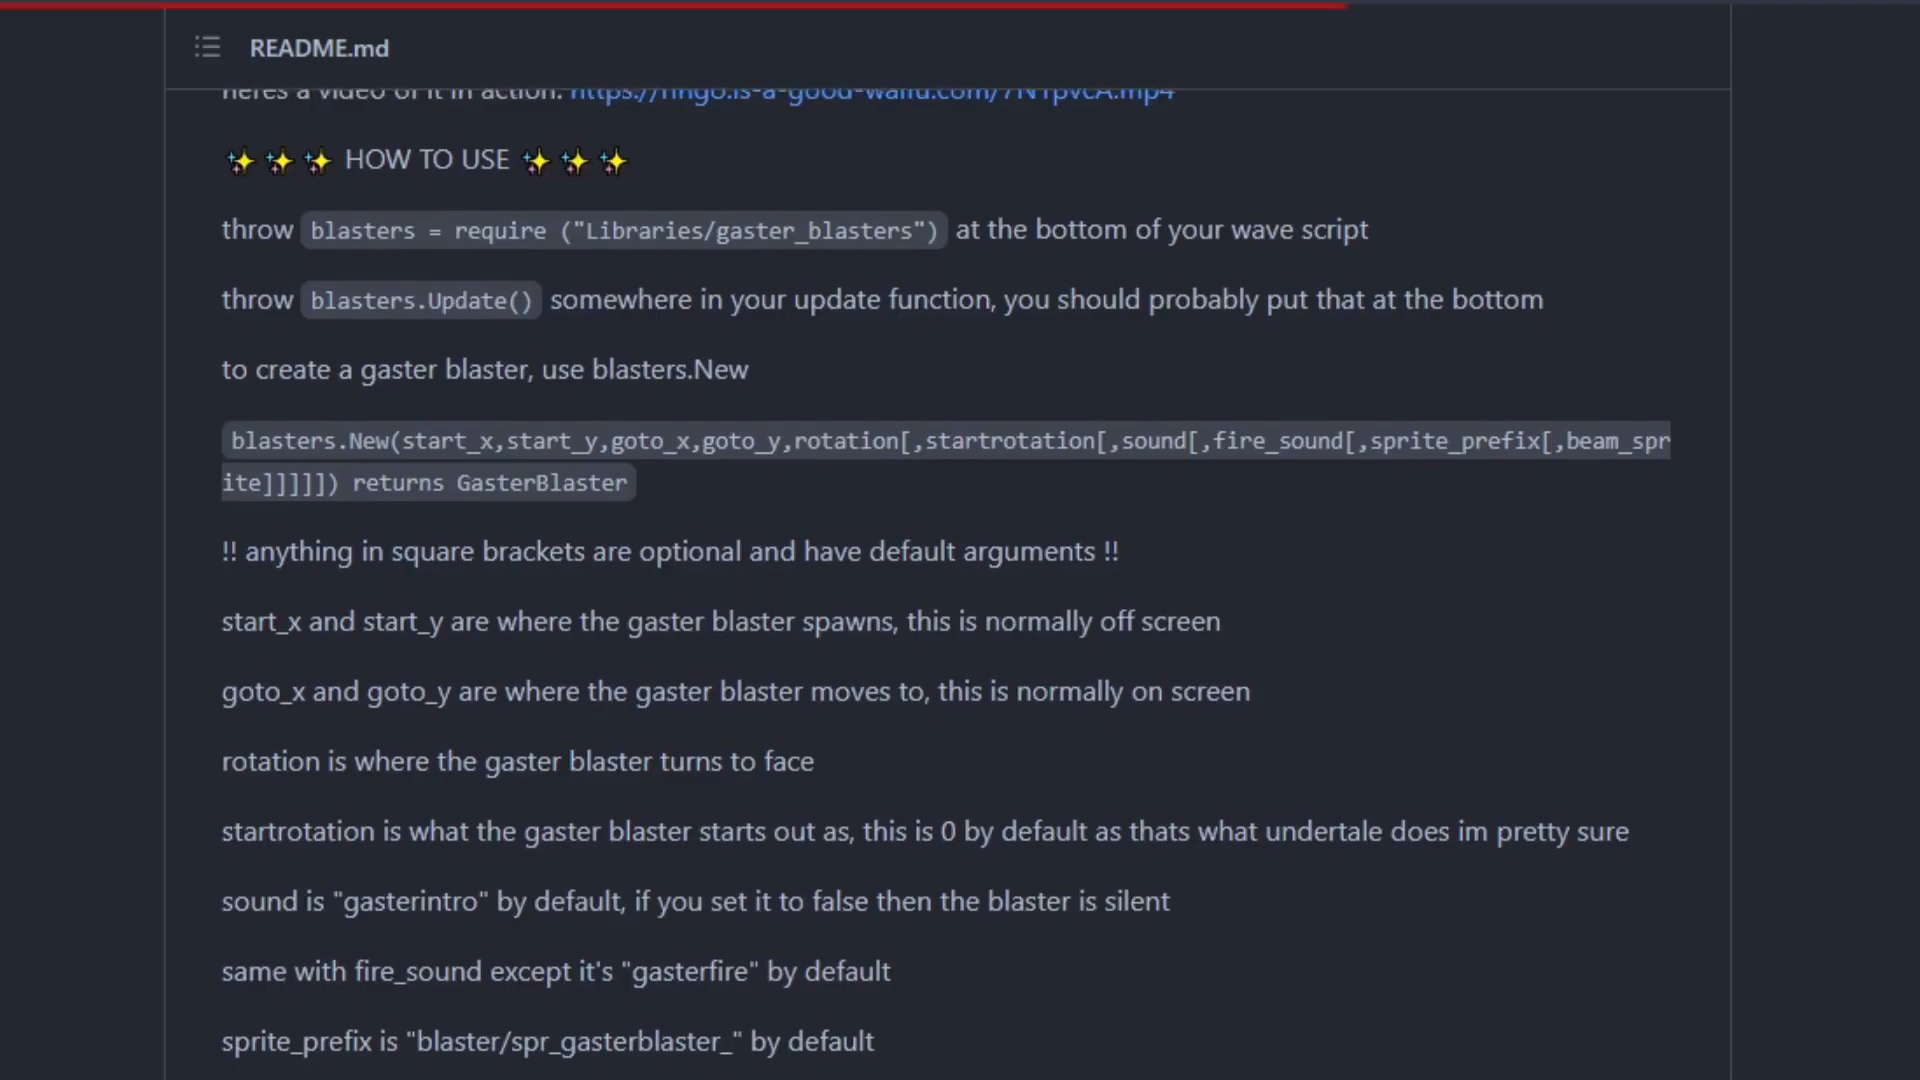 README.md
heres a video of it in action:
✨ ✨ ✨ HOW TO USE ✨ ✨ ✨
throw blasters = require ("Libraries/gaster_blasters") at the bottom of your wave script
throw blasters.Update() somewhere in your update function, you should probably put that at the bottom
to create a gaster blaster, use blasters.New
blasters.New(start_x,start_y,goto_x,goto_y,rotation[,startrotation[,sound[,fire_sound[,sprite_prefix[,beam_spr
ite]]]]]) returns GasterBlaster
!! anything in square brackets are optional and have default arguments !!
start_x and start_y are where the gaster blaster spawns, this is normally off screen
goto_x and goto_y are where the gaster blaster moves to, this is normally on screen
rotation is where the gaster blaster turns to face
startrotation is what the gaster blaster starts out as, this is 0 by default as thats what undertale does im pretty sure
sound is "gasterintro" by default, if you set it to false then the blaster is silent
same with fire_sound except it's "gasterfire" by default
sprite_prefix is "blaster/spr_gasterblaster_" by default